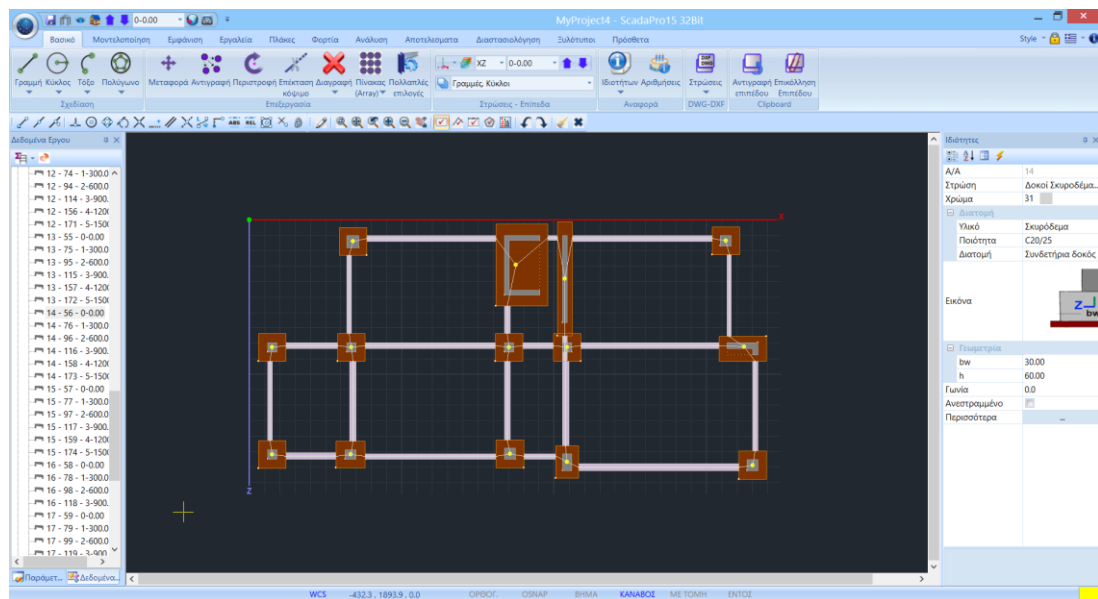 0-0.00
MyProject4 - ScadaPro15 32Bit
Βασικό Μοντελοποίηση Εμφάνιση Εργαλεία Πλάκες Φορτία Ανάλυση Αποτελεσματα Διαστασιολόγηση Ξυλότυποι Πρόσθετα Style
Γραμμή Κύκλος Τόξο Πολύγωνο Μεταφορά Αντιγραφή Περιστροφή Επέκταση Διαγραφή Πίνακας Πολλαπλές
κόψιμο (Array) επιλογές
XZ 0-0.00
Γραμμές, Κύκλοι
Ιδιοτήτων Αριθμήσεις Στρώσεις Αντιγραφή Επικόλληση
επιπέδου Επιπέδου
Σχεδίαση Επεξεργασία Στρώσεις - Επίπεδα Αναφορά DWG-DXF Clipboard
ABS REL
Δεδομένα Εργου
12 - 74 - 1-300.0
12 - 94 - 2-600.0
12 - 114 - 3-900.
12 - 156 - 4-120
12 - 171 - 5-150
13 - 55 - 0-0.00
13 - 75 - 1-300.0
13 - 95 - 2-600.0
13 - 115 - 3-900.
13 - 157 - 4-120
13 - 172 - 5-150
14 - 56 - 0-0.00
14 - 76 - 1-300.0
14 - 96 - 2-600.0
14 - 116 - 3-900.
14 - 158 - 4-120
14 - 173 - 5-150
15 - 57 - 0-0.00
15 - 77 - 1-300.0
15 - 97 - 2-600.0
15 - 117 - 3-900.
15 - 159 - 4-120
15 - 174 - 5-150
16 - 58 - 0-0.00
16 - 78 - 1-300.0
16 - 98 - 2-600.0
16 - 118 - 3-900.
17 - 59 - 0-0.00
17 - 79 - 1-300.0
17 - 99 - 2-600.0
17 - 119 - 3-900
Παράμετ... Δεδομένα...
x
z
Ιδιότητες
A/A 14
Στρώση Δοκοί Σκυροδέμα...
Χρώμα 31
Διατομή
Υλικό Σκυρόδεμα
Ποιότητα C20/25
Διατομή Συνδετήρια δοκός
Εικόνα
Z
bw
Γεωμετρία
bw 30.00
h 60.00
Γωνία 0.0
Ανεστραμμένο
Περισσότερα ...
WCS -432.3 , 1893.9 , 0.0 ΟΡΘΟΓ. OSNAP ΒΗΜΑ ΚΑΝΑΒΟΣ ΜΕ ΤΟΜΗ ΕΝΤΟΣ